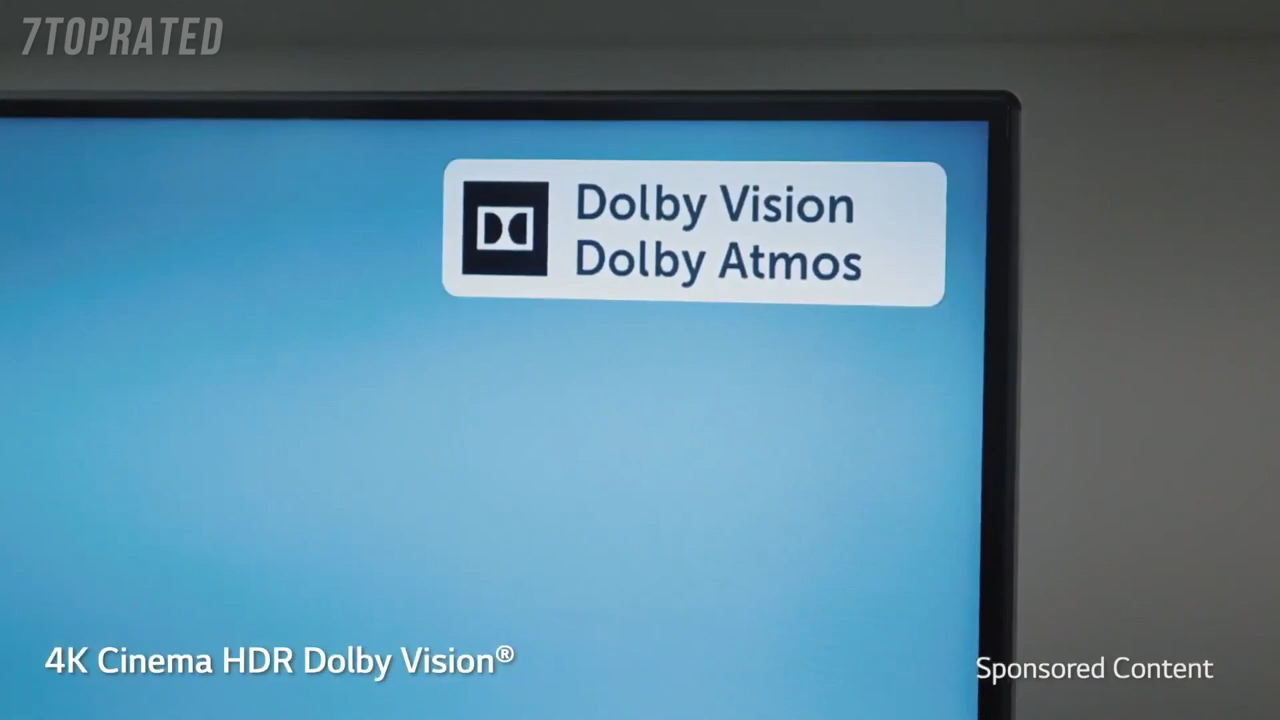 7TOPRATED
Dolby Vision
Dolby Atmos
4K Cinema HDR Dolby Vision®
Sponsored Content